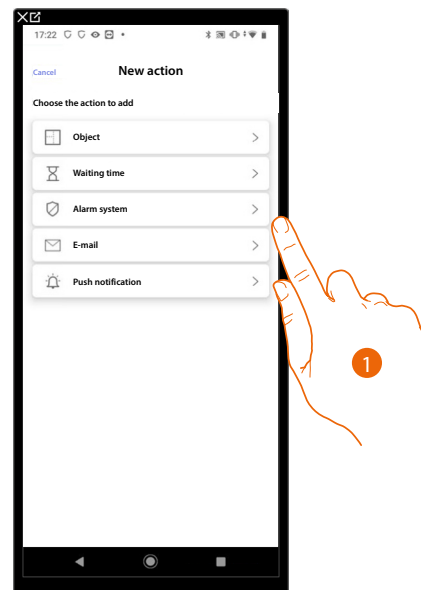 17:22
Cancel
New action
Choose the action to add
Object
Waiting time
Alarm system
E-mail
Push notification
1